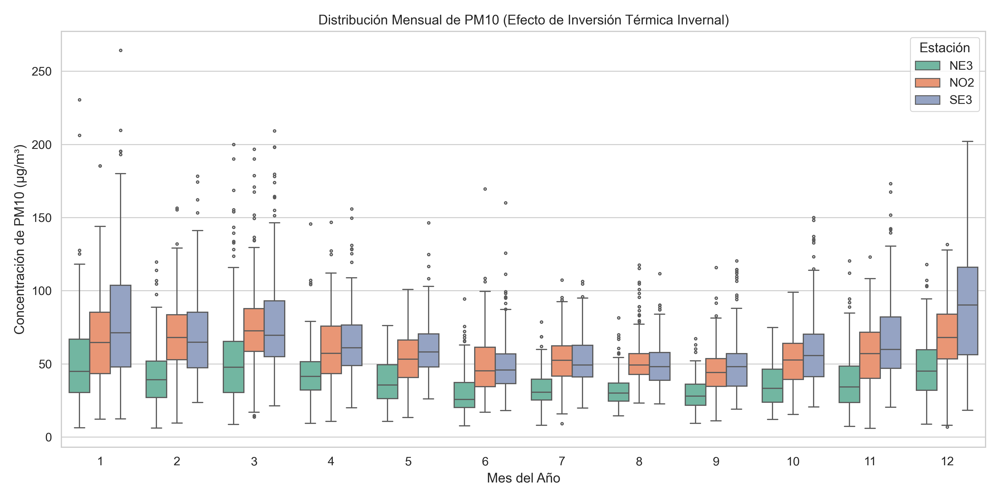 Distribución Mensual de PM10 (Efecto de Inversión Térmica Invernal)
Estación
NE3
NO2
SE3
Concentración de PM10 (µg/m³)
250
200
150
100
50
0
1 2 3 4 5 6 7 8 9 10 11 12
Mes del Año